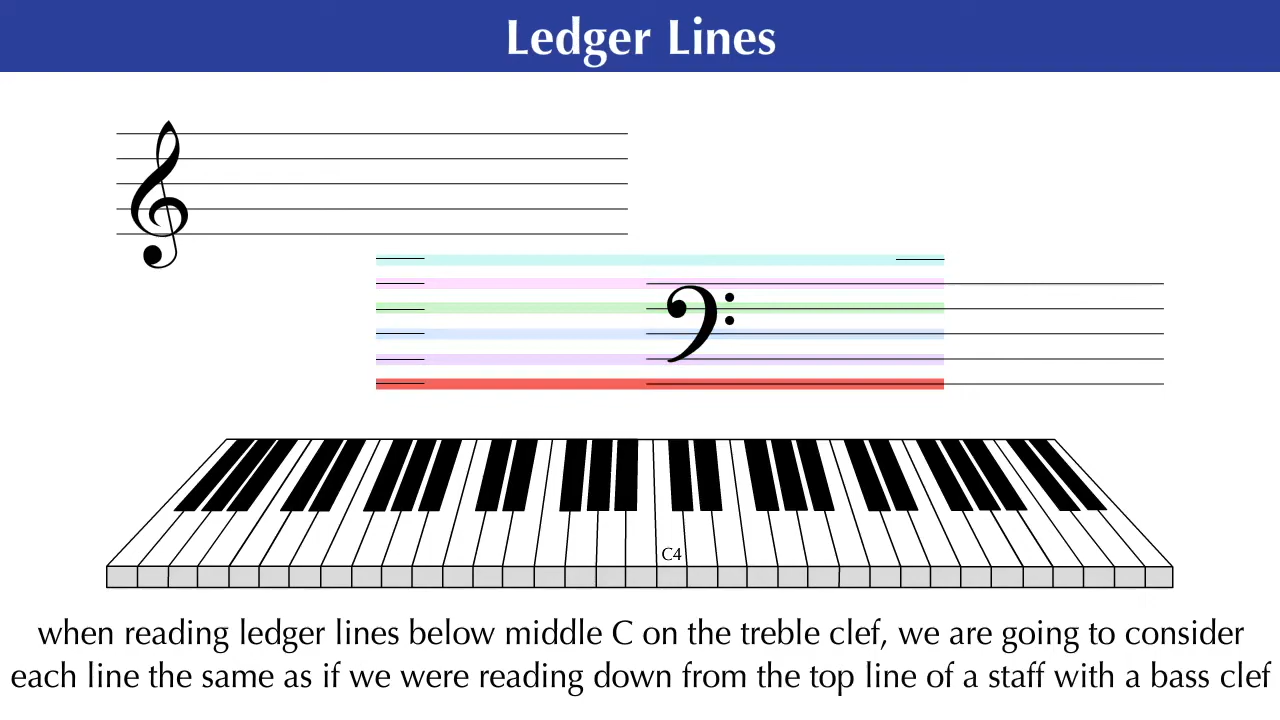 Ledger Lines
C4
when reading ledger lines below middle C on the treble clef, we are going to consider
each line the same as if we were reading down from the top line of a staff with a bass clef